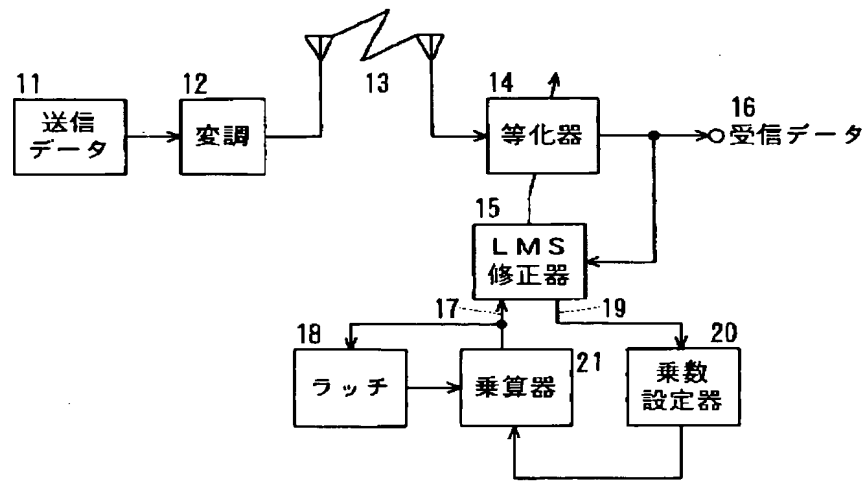 11
送信
データ
12
変調
13
14
等化器
16
受信データ
15
LMS
修正器
17
19
18
ラッチ
21
乗算器
20
乗数
設定器